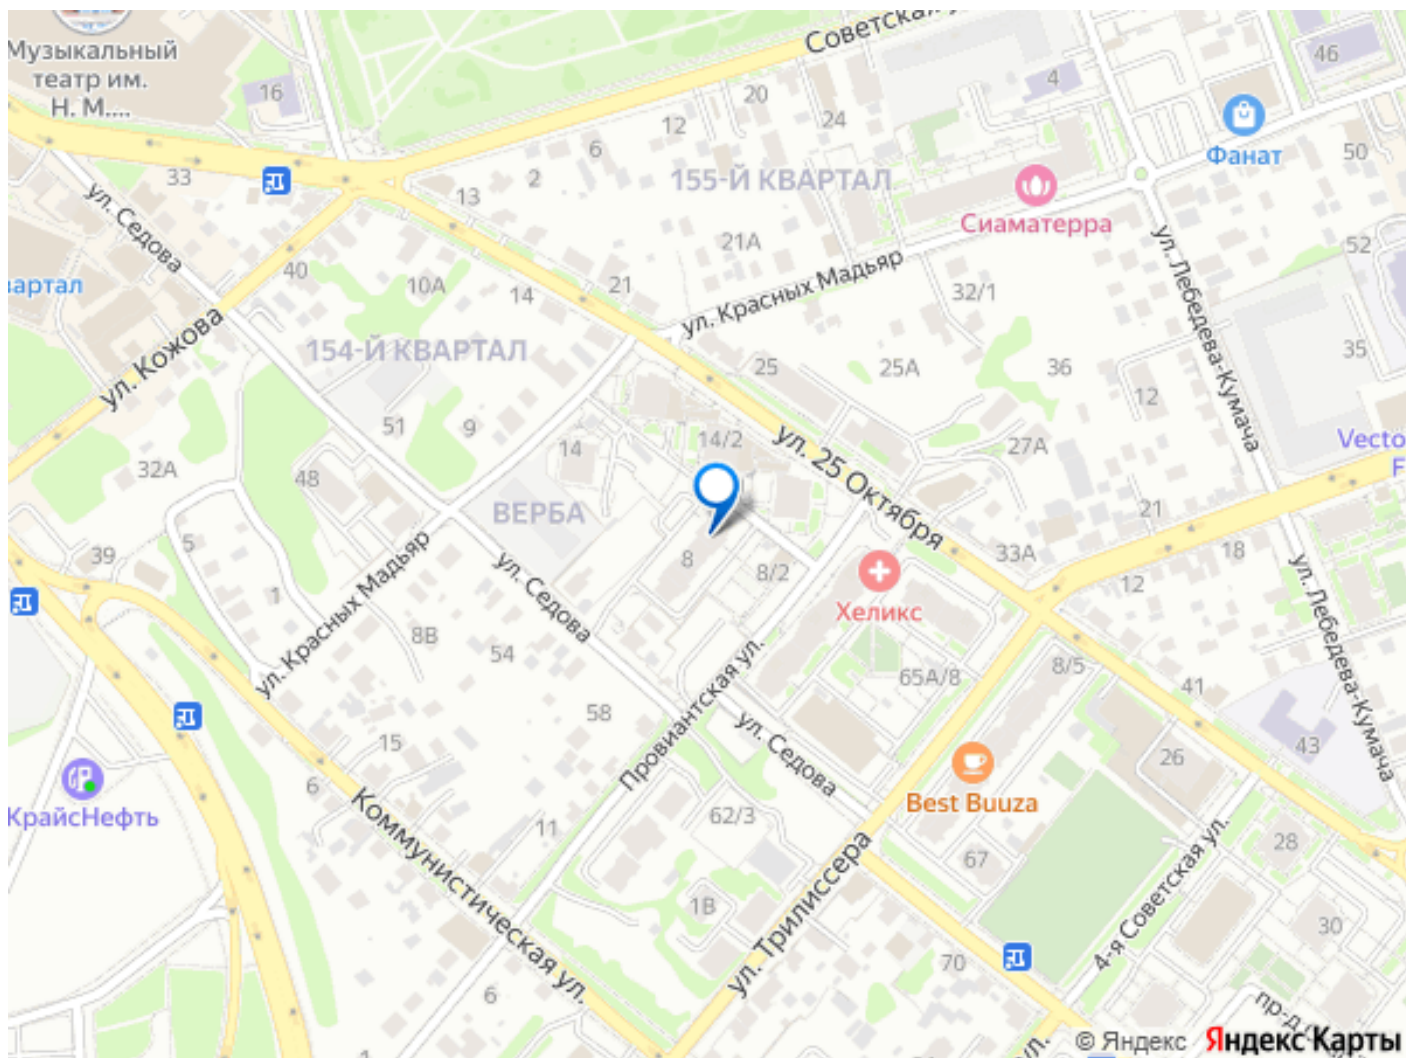 Советская у
46
Музыкальный
театр им.
Н. М....
16
4
20
24
12
6
Фанат
50
33
2
155-Й КВАРТАЛ
13
Сиаматерра
ул. Седова
21А
52
ул. Лебедева-Кумача
ул. Красных Мадьяр
40
10А
14
21
32/1
вартал
ул. Кожова
154-Й КВАРТАЛ
35
25
25А
36
12
51
9
14
14/2
ул. 25 Октября
27А
Vecto
F
32А
48
ВЕРБА
21
5
39
ул. Красных Мадьяр
ул. Седова
8
8/2
33А
18
12
Хеликс
ул. Лебедева-Кумача
1
8В
54
65А/8
8/5
41
Провиантская ул.
58
ул. Седова
15
6
43
26
КрайсНефть
Best Buuza
Коммунистическая ул.
11
62/3
67
28
ул. Трилиссера
4-я Советская ул.
1В
30
70
6
пр-д
1
ул.
© Яндекс
Яндекс Карты